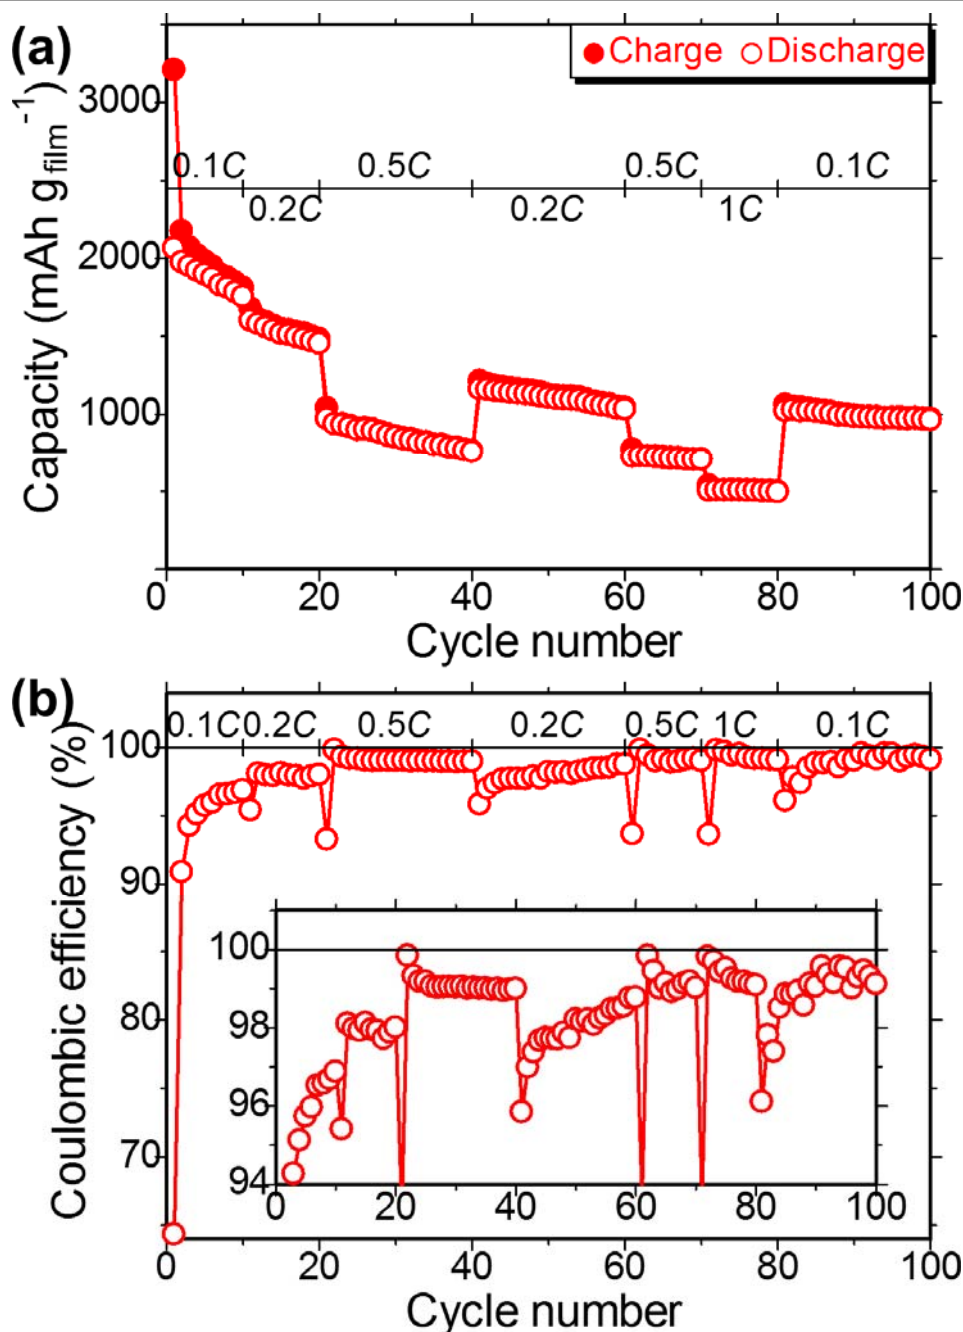 (a)
Charge Discharge
Capacity (mAh g film⁻¹)
3000
2000
1000
0.1C 0.2C 0.5C 0.2C 0.5C 1C 0.1C
0 20 40 60 80 100
Cycle number
(b)
Coulombic efficiency (%)
0.1C 0.2C 0.5C 0.2C 0.5C 1C 0.1C
100
90
80
70
100
98
96
94
0 20 40 60 80 100
0 20 40 60 80 100
Cycle number